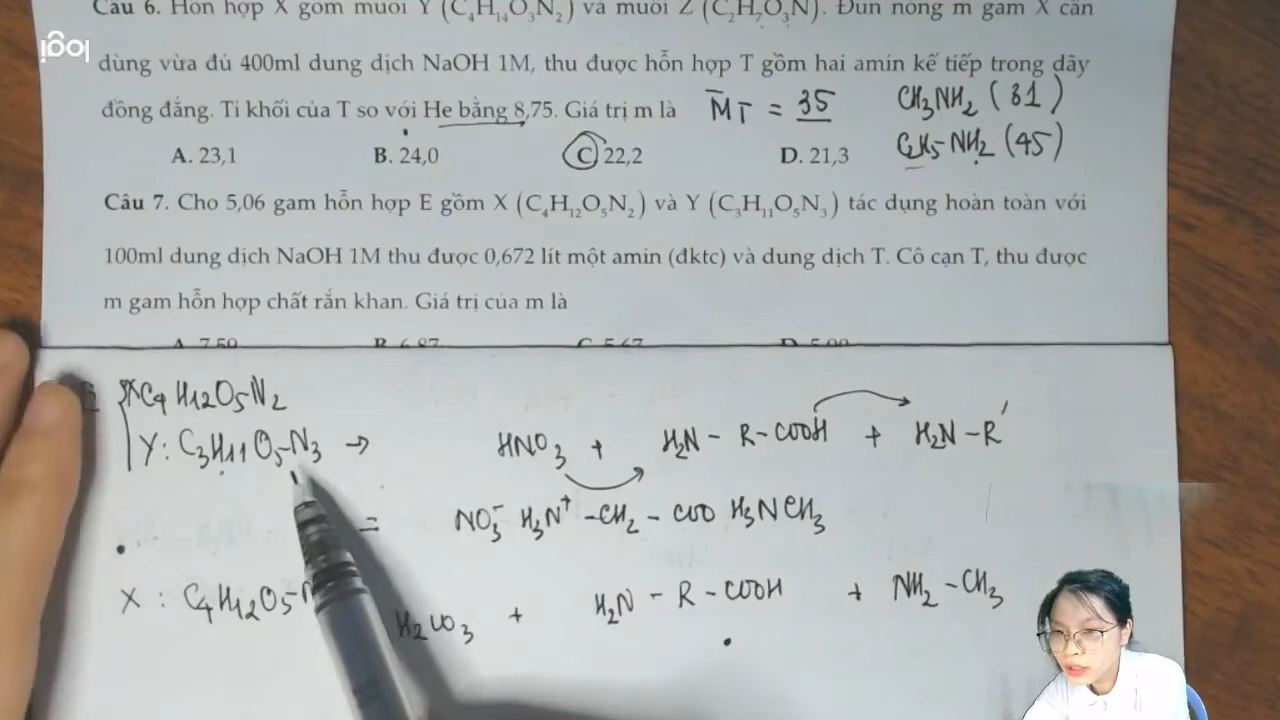 Câu 6. Hỗn hợp X gồm muối Y (C₄H₁₄O₃N₂) và muối Z (C₂H₇O₃N). Đun nóng m gam X cần
logi
dùng vừa đủ 400ml dung dịch NaOH 1M, thu được hỗn hợp T gồm hai amin kế tiếp trong dãy
đồng đẳng. Tỉ khối của T so với He bằng 8,75. Giá trị m là
M̄T = 35
CH₃NH₂ (31)
A. 23,1 B. 24,0 C. 22,2 D. 21,3
C₂H₅-NH₂ (45)
Câu 7. Cho 5,06 gam hỗn hợp E gồm X (C₄H₁₂O₅N₂) và Y (C₃H₁₁O₅N₃) tác dụng hoàn toàn với
100ml dung dịch NaOH 1M thu được 0,672 lít một amin (đktc) và dung dịch T. Cô cạn T, thu được
m gam hỗn hợp chất rắn khan. Giá trị của m là
X C₄H₁₂O₅N₂
Y: C₃H₁₁O₅N₃ → HNO₃ + H₂N - R - COOH + H₂N - R'
= NO₃⁻ H₃N⁺ - CH₂ - COO H₃NCH₃
X : C₄H₁₂O₅ H₂CO₃ + H₂N - R - COOH + NH₂ - CH₃